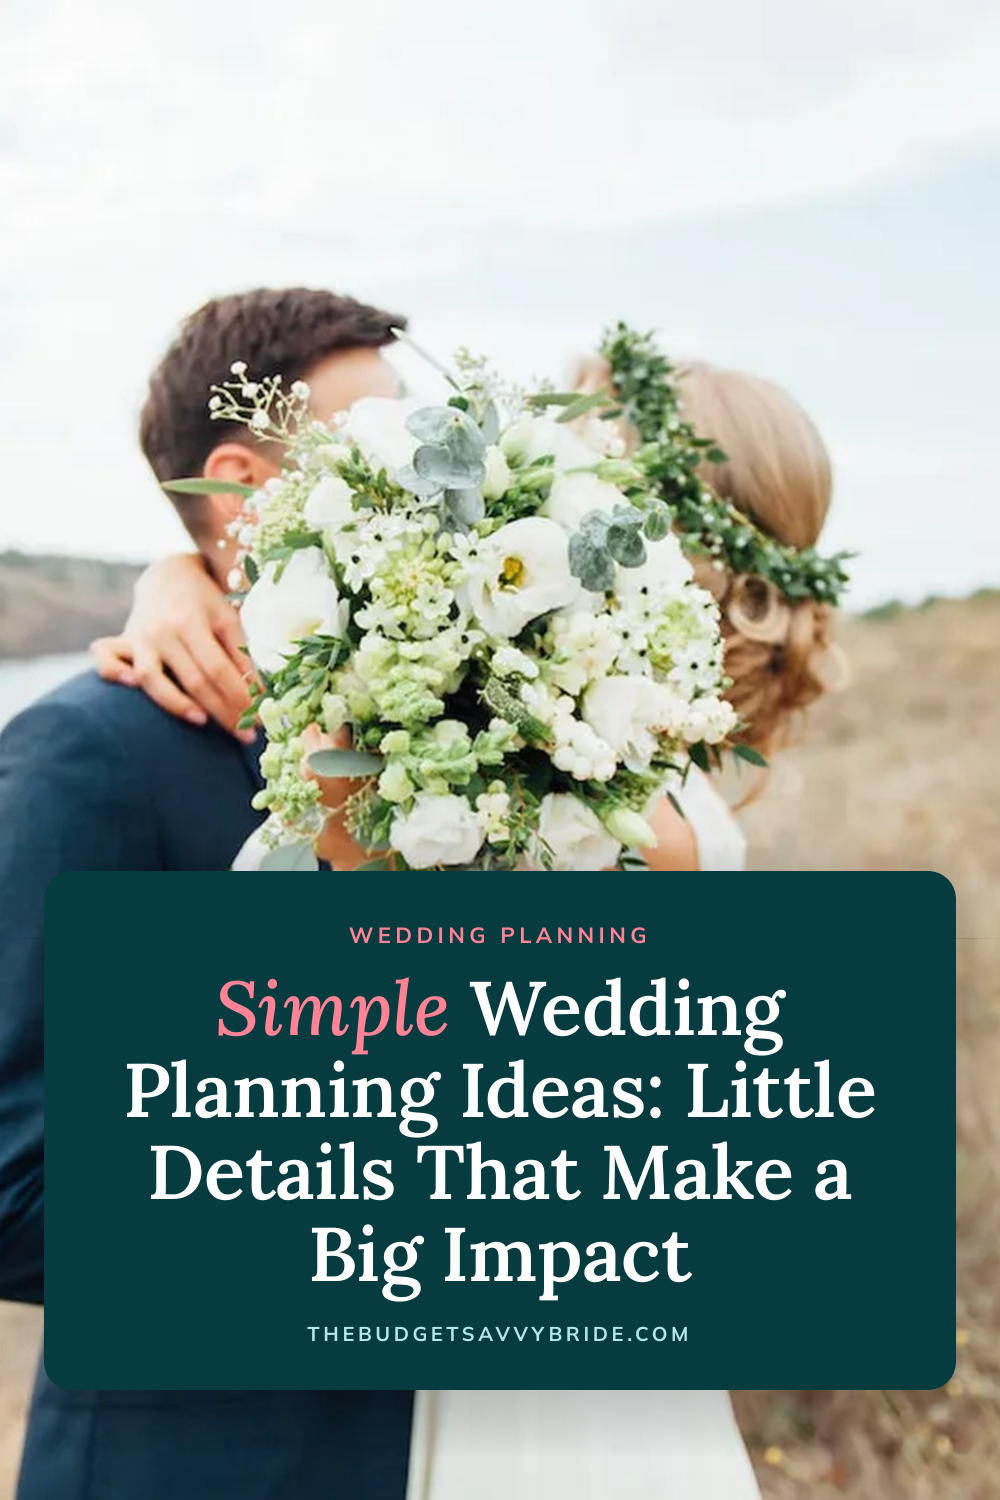 WEDDING PLANNING
Simple Wedding
Planning Ideas: Little
Details That Make a
Big Impact
THEBUDGETSAVVYBRIDE.COM